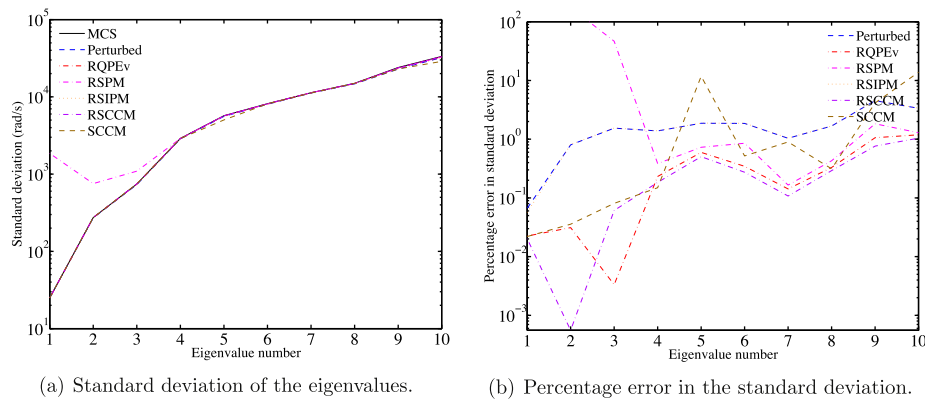 Standard deviation (rad/s)
10^5
10^4
10^3
10^2
10^1
MCS
Perturbed
RQPEv
RSPM
RSIPM
RSCCM
SCCM
1 2 3 4 5 6 7 8 9 10
Eigenvalue number
(a) Standard deviation of the eigenvalues.
Percentage error in standard deviation
10^2
10^1
10^0
10^-1
10^-2
10^-3
Perturbed
RQPEv
RSPM
RSIPM
RSCCM
SCCM
1 2 3 4 5 6 7 8 9 10
Eigenvalue number
(b) Percentage error in the standard deviation.